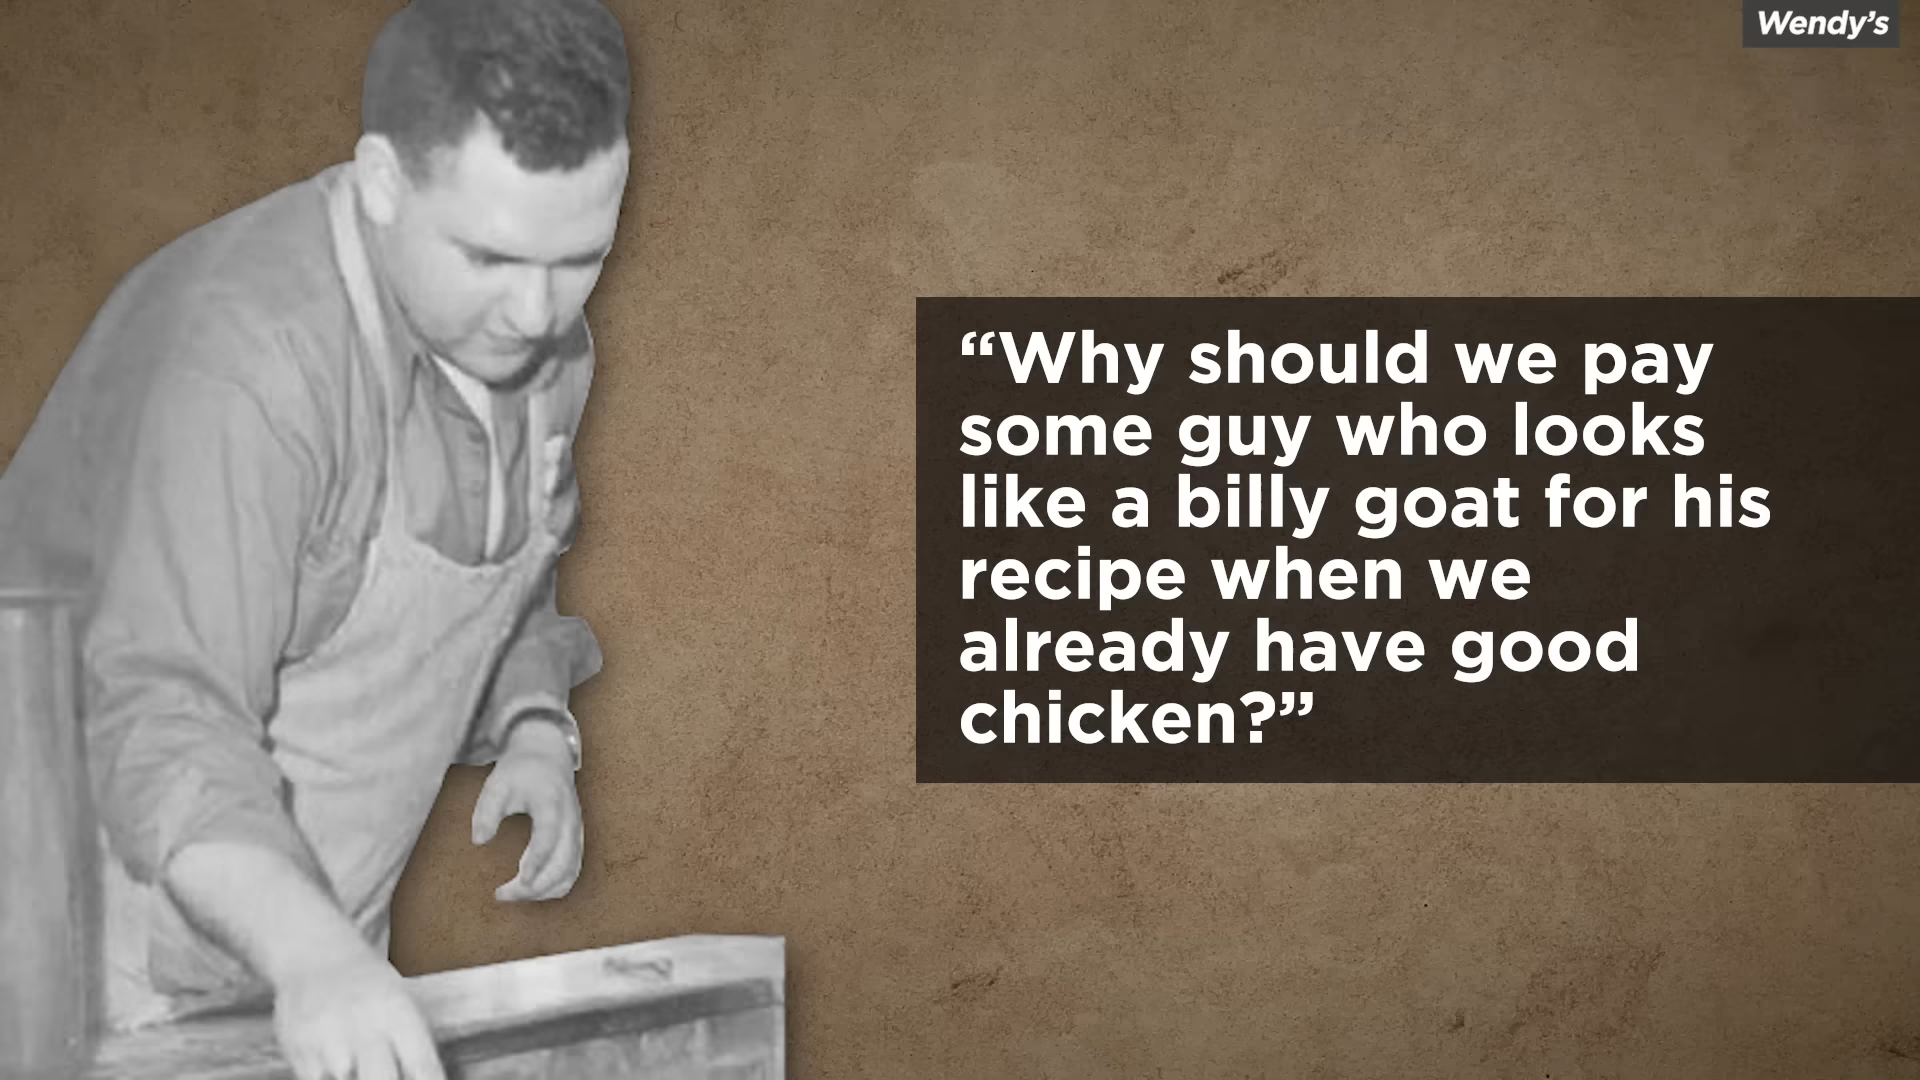 Wendy’s
“Why should we pay
some guy who looks
like a billy goat for his
recipe when we
already have good
chicken?”